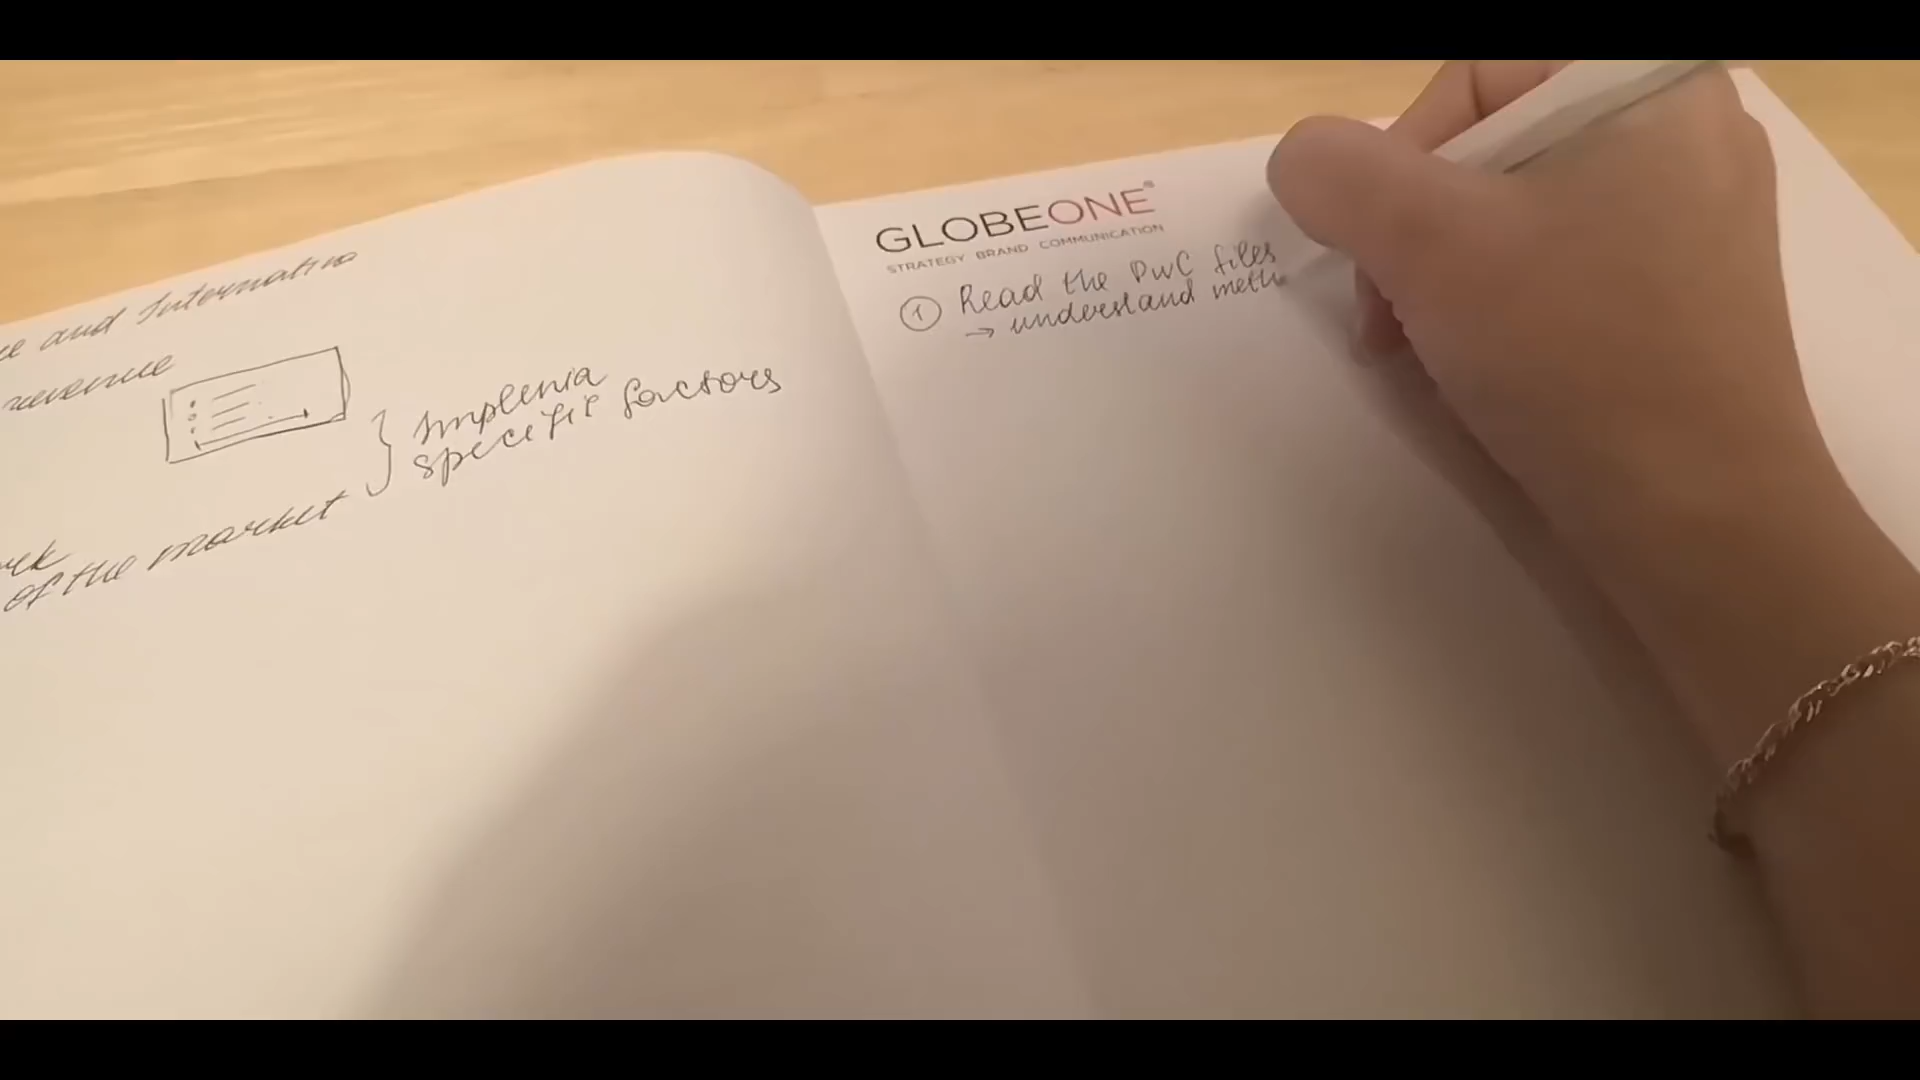 and Internation
revenue
Implenia
specific factors
of the market
GLOBEONE®
STRATEGY BRAND COMMUNICATION
① Read the PwC files
→ understand meth